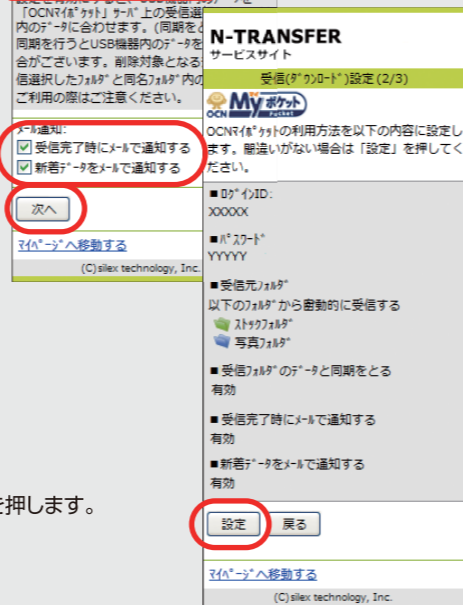 「OCNﾏｲﾎﾟｹｯﾄ」ｻｰﾊﾞ上の受信選
内のﾃﾞｰﾀに合わせます。(同期を
同期を行うとUSB機器内のﾃﾞｰﾀを
合がございます。削除対象となる
信選択したﾌｫﾙﾀﾞと同名ﾌｫﾙﾀﾞ内の
ご利用の際はご注意ください。
ﾒｰﾙ通知:
受信完了時にﾒｰﾙで通知する
新着ﾃﾞｰﾀをﾒｰﾙで通知する
次へ
ﾏｲﾍﾟｰｼﾞへ移動する
(C)silex technology, Inc.
を押します。
N-TRANSFER
サービスサイト
受信(ﾀﾞｳﾝﾛｰﾄﾞ)設定(2/3)
OCN Myポケット
Pocket
OCNﾏｲﾎﾟｹｯﾄの利用方法を以下の内容に設定し
ます。間違いがない場合は「設定」を押してく
ださい。
■ﾛｸﾞｲﾝID:
XXXXX
■ﾊﾟｽﾜｰﾄﾞ
YYYYY
■受信元ﾌｫﾙﾀﾞ
以下のﾌｫﾙﾀﾞから自動的に受信する
ｽﾄｯｸﾌｫﾙﾀﾞ
写真ﾌｫﾙﾀﾞ
■受信ﾌｫﾙﾀﾞのﾃﾞｰﾀと同期をとる
有効
■受信完了時にﾒｰﾙで通知する
有効
■新着ﾃﾞｰﾀをﾒｰﾙで通知する
有効
設定 戻る
ﾏｲﾍﾟｰｼﾞへ移動する
(C)silex technology, Inc.